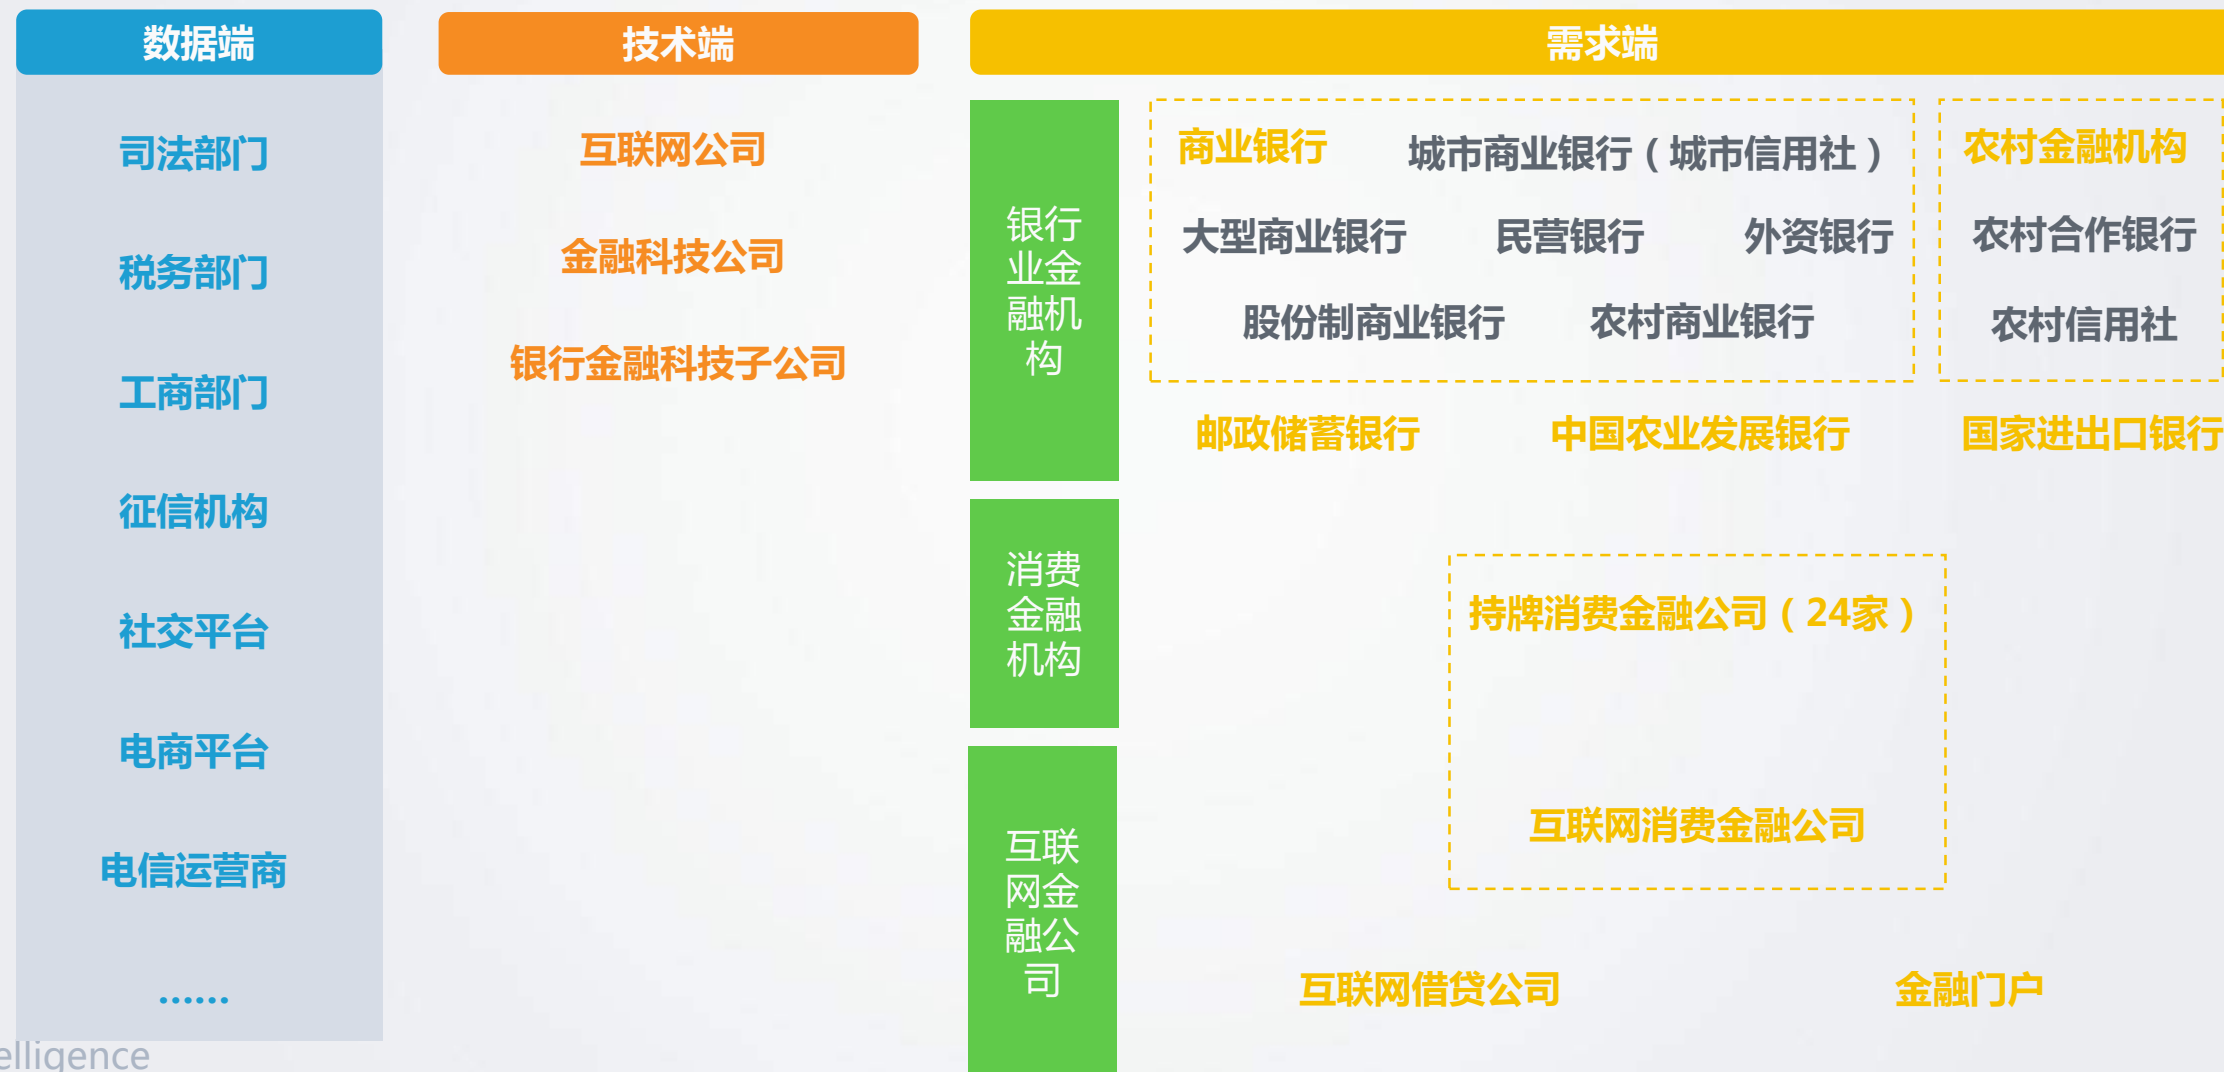 数据端
司法部门
税务部门
工商部门
征信机构
社交平台
电商平台
电信运营商
……
技术端
互联网公司
金融科技公司
银行金融科技子公司
需求端
银行
业金
融机
构
商业银行
城市商业银行（城市信用社）
大型商业银行
民营银行
外资银行
股份制商业银行
农村商业银行
农村金融机构
农村合作银行
农村信用社
邮政储蓄银行
中国农业发展银行
国家进出口银行
消费
金融
机构
持牌消费金融公司（24家）
互联网消费金融公司
互联
网金
融公
司
互联网借贷公司
金融门户
elligence